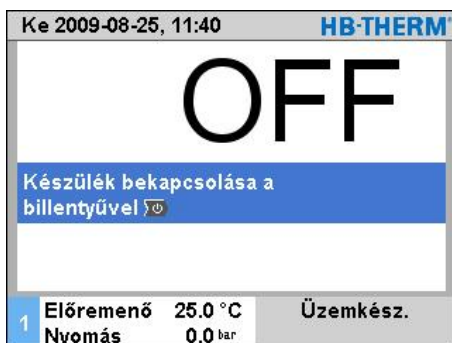 Ke 2009-08-25, 11:40 HB-THERM®
OFF
Készülék bekapcsolása a
billentyűvel
1 Előremenő 25.0 °C Üzemkész.
Nyomás 0.0 bar